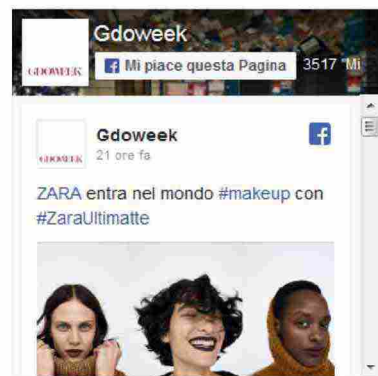 Gdoweek
GDOWEEK
Mi piace questa Pagina
3517 "Mi
GDOWEEK
Gdoweek
21 ore fa
ZARA entra nel mondo #makeup con
#ZaraUltimatte